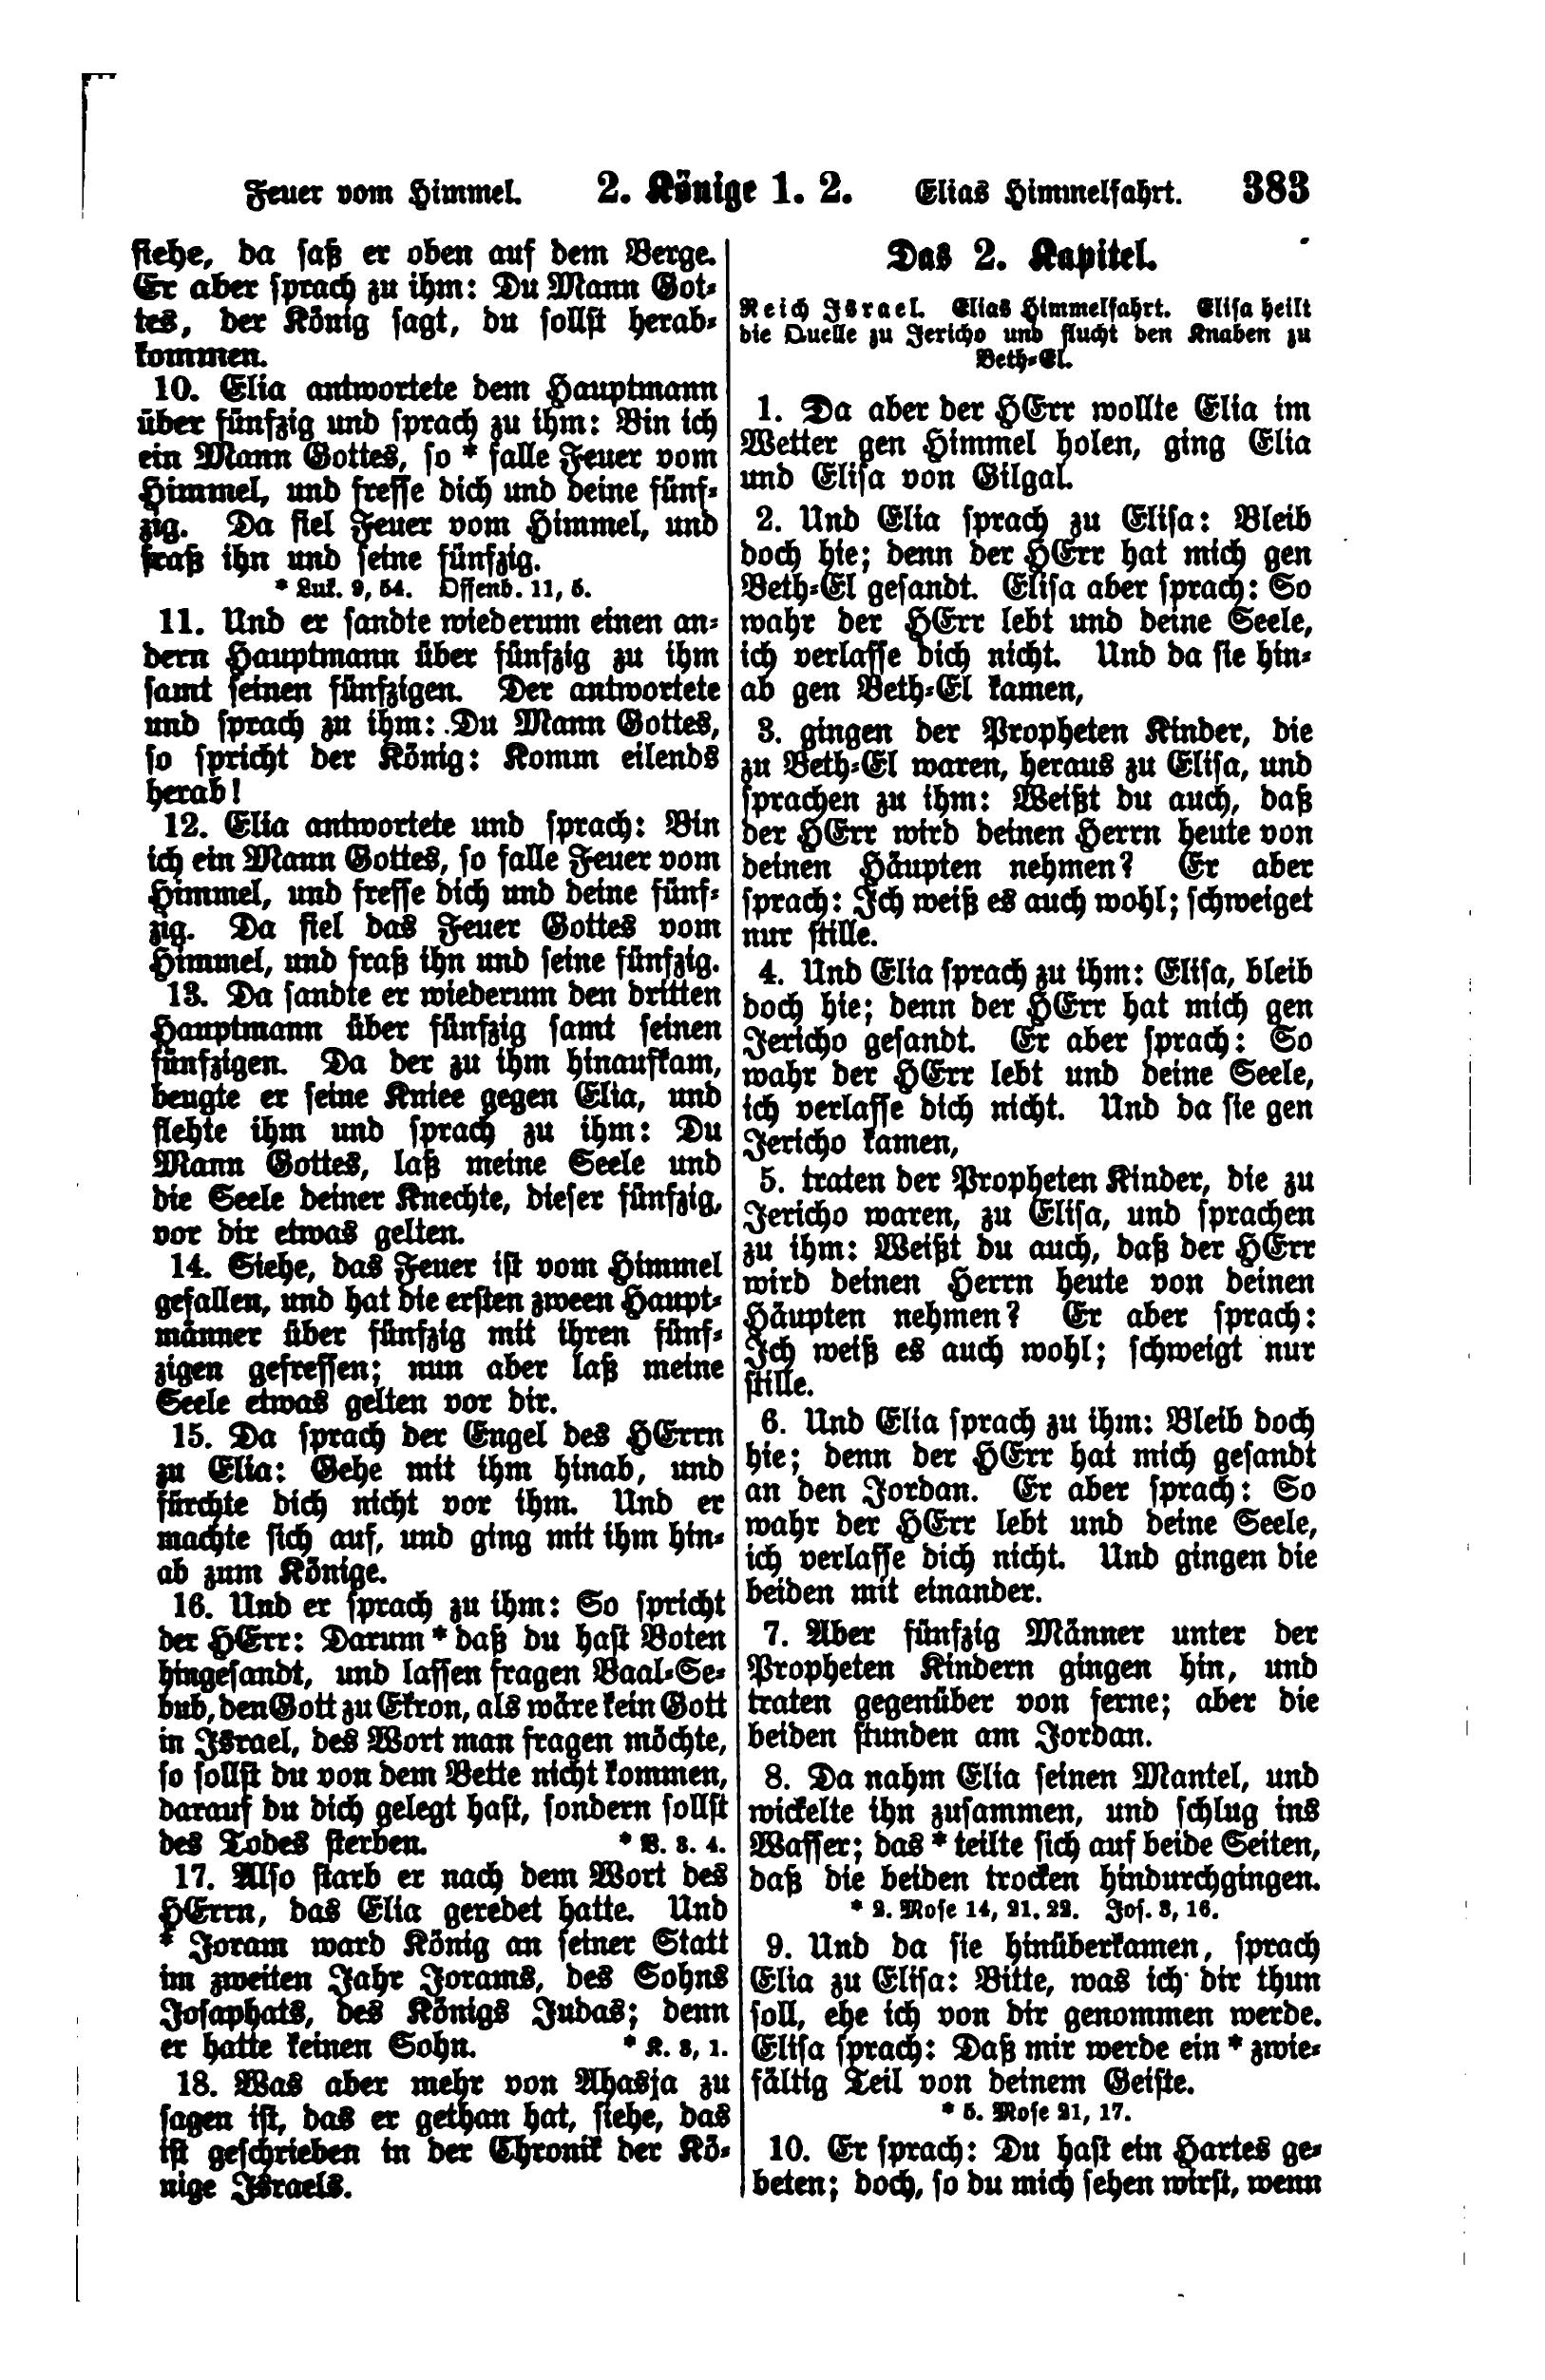 Feuer vom Himmel. 2. Könige 1. 2. Elias Himmelfahrt. 383
siehe, da saß er oben auf dem Berge.
Er aber sprach zu ihm: Du Mann Got-
tes, der König sagt, du sollst herab-
kommen.
10. Elia antwortete dem Hauptmann
über fünfzig und sprach zu ihm: Bin ich
ein Mann Gottes, so * falle Feuer vom
Himmel, und fresse dich und deine fünf-
zig. Da fiel Feuer vom Himmel, und
fraß ihn und seine fünfzig.
* Luk. 9, 54. Offenb. 11, 5.
11. Und er sandte wiederum einen an-
dern Hauptmann über fünfzig zu ihm
samt seinen fünfzigen. Der antwortete
und sprach zu ihm: Du Mann Gottes,
so spricht der König: Komm eilends
herab!
12. Elia antwortete und sprach: Bin
ich ein Mann Gottes, so falle Feuer vom
Himmel, und fresse dich und deine fünf-
zig. Da fiel das Feuer Gottes vom
Himmel, und fraß ihn und seine fünfzig.
13. Da sandte er wiederum den dritten
Hauptmann über fünfzig samt seinen
fünfzigen. Da der zu ihm hinaufkam,
beugte er seine Kniee gegen Elia, und
flehte ihm und sprach zu ihm: Du
Mann Gottes, laß meine Seele und
die Seele deiner Knechte, dieser fünfzig,
vor dir etwas gelten.
14. Siehe, das Feuer ist vom Himmel
gefallen, und hat die ersten zween Haupt-
männer über fünfzig mit ihren fünf-
zigen gefressen; nun aber laß meine
Seele etwas gelten vor dir.
15. Da sprach der Engel des HErrn
zu Elia: Gehe mit ihm hinab, und
fürchte dich nicht vor ihm. Und er
machte sich auf, und ging mit ihm hin-
ab zum Könige.
16. Und er sprach zu ihm: So spricht
der HErr: Darum * daß du hast Boten
hingesandt, und lassen fragen Baal-Se-
bub, den Gott zu Ekron, als wäre kein Gott
in Israel, des Wort man fragen möchte,
so sollst du von dem Bette nicht kommen,
darauf du dich gelegt hast, sondern sollst
des Todes sterben. * V. 3. 4.
17. Also starb er nach dem Wort des
HErrn, das Elia geredet hatte. Und
* Joram ward König an seiner Statt
im zweiten Jahr Jorams, des Sohns
Josaphats, des Königs Judas; denn
er hatte keinen Sohn. * K. 3, 1.
18. Was aber mehr von Ahasja zu
sagen ist, das er gethan hat, siehe, das
ist geschrieben in der Chronik der Kö-
nige Israels.
Das 2. Kapitel.
Reich Israel. Elias Himmelfahrt. Elisa heilt
die Quelle zu Jericho und flucht den Knaben zu
Beth-El.
1. Da aber der HErr wollte Elia im
Wetter gen Himmel holen, ging Elia
und Elisa von Gilgal.
2. Und Elia sprach zu Elisa: Bleib
doch hie; denn der HErr hat mich gen
Beth-El gesandt. Elisa aber sprach: So
wahr der HErr lebt und deine Seele,
ich verlasse dich nicht. Und da sie hin-
ab gen Beth-El kamen,
3. gingen der Propheten Kinder, die
zu Beth-El waren, heraus zu Elisa, und
sprachen zu ihm: Weißt du auch, daß
der HErr wird deinen Herrn heute von
deinen Häupten nehmen? Er aber
sprach: Ich weiß es auch wohl; schweiget
nur stille.
4. Und Elia sprach zu ihm: Elisa, bleib
doch hie; denn der HErr hat mich gen
Jericho gesandt. Er aber sprach: So
wahr der HErr lebt und deine Seele,
ich verlasse dich nicht. Und da sie gen
Jericho kamen,
5. traten der Propheten Kinder, die zu
Jericho waren, zu Elisa, und sprachen
zu ihm: Weißt du auch, daß der HErr
wird deinen Herrn heute von deinen
Häupten nehmen? Er aber sprach:
Ich weiß es auch wohl; schweigt nur
stille.
6. Und Elia sprach zu ihm: Bleib doch
hie; denn der HErr hat mich gesandt
an den Jordan. Er aber sprach: So
wahr der HErr lebt und deine Seele,
ich verlasse dich nicht. Und gingen die
beiden mit einander.
7. Aber fünfzig Männer unter der
Propheten Kindern gingen hin, und
traten gegenüber von ferne; aber die
beiden stunden am Jordan.
8. Da nahm Elia seinen Mantel, und
wickelte ihn zusammen, und schlug ins
Wasser; das * teilte sich auf beide Seiten,
daß die beiden trocken hindurchgingen.
* 2. Mose 14, 21. 22. Jos. 3, 16.
9. Und da sie hinüberkamen, sprach
Elia zu Elisa: Bitte, was ich dir thun
soll, ehe ich von dir genommen werde.
Elisa sprach: Daß mir werde ein * zwie-
fältig Teil von deinem Geiste.
* 5. Mose 21, 17.
10. Er sprach: Du hast ein Hartes ge-
beten; doch, so du mich sehen wirst, wenn